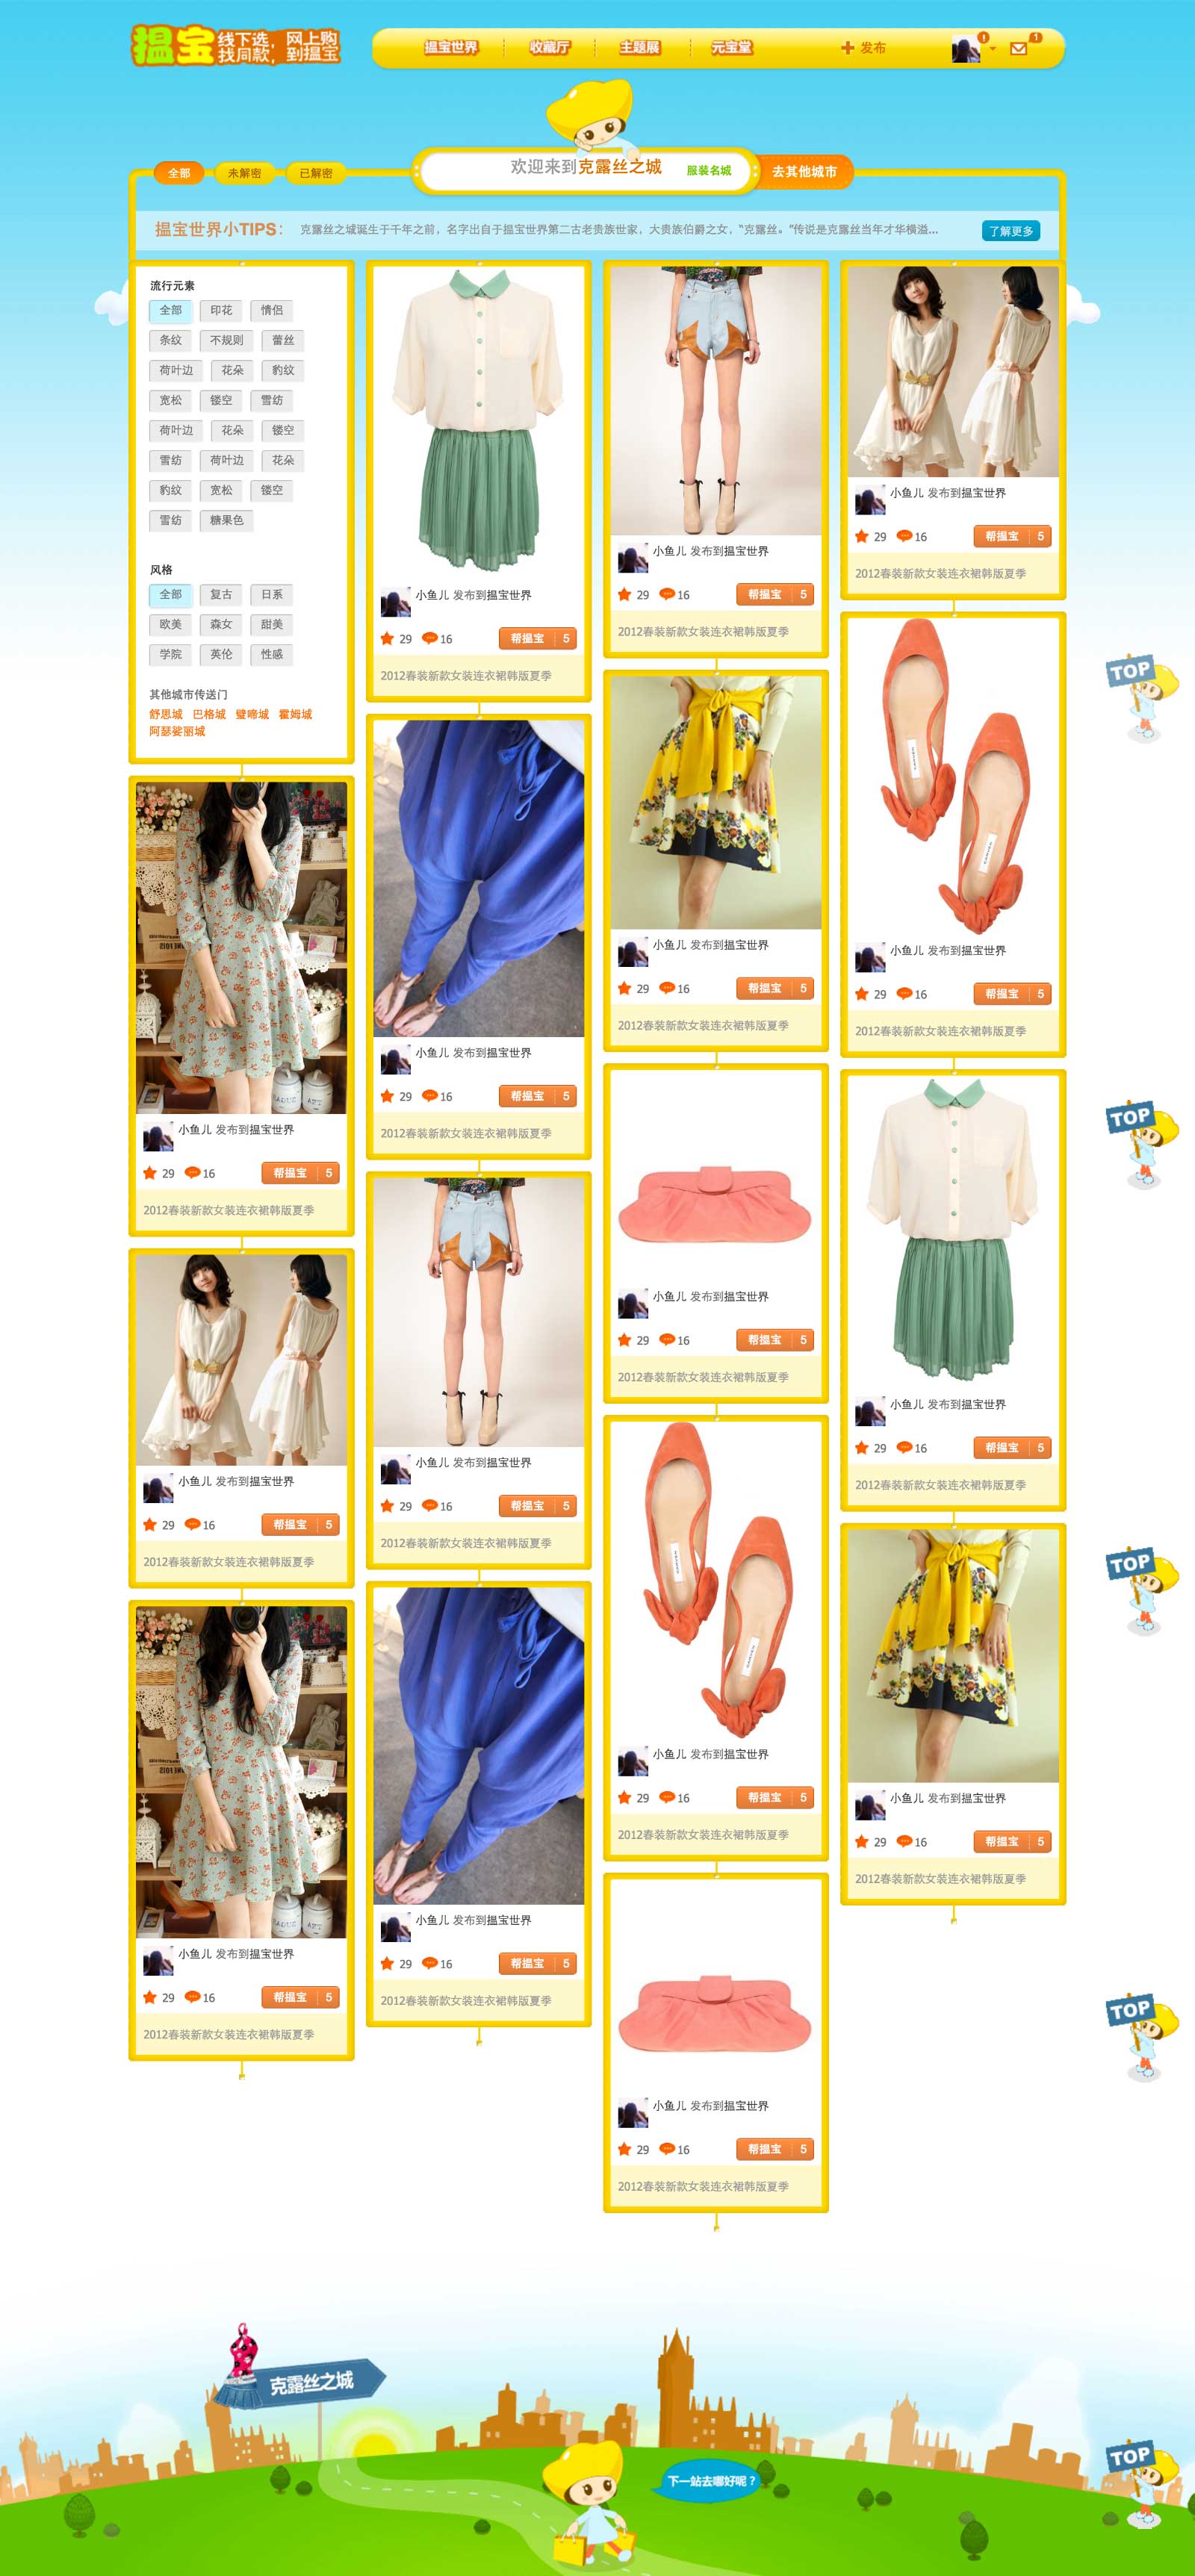 揾宝 线下选，网上购
找同款，到揾宝
揾宝世界 收藏厅 主题展 元宝堂
发布
! 1
全部 未解密 已解密
欢迎来到克露丝之城 服装名城
去其他城市
揾宝世界小TIPS： 克露丝之城诞生于千年之前，名字出自于揾宝世界第二古老贵族世家，大贵族伯爵之女，“克露丝。”传说是克露丝当年才华横溢...
了解更多
流行元素
全部 印花 情侣
条纹 不规则 蕾丝
荷叶边 花朵 豹纹
宽松 镂空 雪纺
荷叶边 花朵 镂空
雪纺 荷叶边 花朵
豹纹 宽松 镂空
雪纺 糖果色
风格
全部 复古 日系
欧美 森女 甜美
学院 英伦 性感
其他城市传送门
舒思城 巴格城 璧啼城 霍姆城
阿瑟娑丽城
小鱼儿 发布到揾宝世界
29 16 帮揾宝 5
2012春装新款女装连衣裙韩版夏季
小鱼儿 发布到揾宝世界
29 16 帮揾宝 5
2012春装新款女装连衣裙韩版夏季
小鱼儿 发布到揾宝世界
29 16 帮揾宝 5
2012春装新款女装连衣裙韩版夏季
小鱼儿 发布到揾宝世界
29 16 帮揾宝 5
2012春装新款女装连衣裙韩版夏季
小鱼儿 发布到揾宝世界
29 16 帮揾宝 5
2012春装新款女装连衣裙韩版夏季
小鱼儿 发布到揾宝世界
29 16 帮揾宝 5
2012春装新款女装连衣裙韩版夏季
小鱼儿 发布到揾宝世界
29 16 帮揾宝 5
2012春装新款女装连衣裙韩版夏季
小鱼儿 发布到揾宝世界
29 16 帮揾宝 5
2012春装新款女装连衣裙韩版夏季
小鱼儿 发布到揾宝世界
29 16 帮揾宝 5
2012春装新款女装连衣裙韩版夏季
小鱼儿 发布到揾宝世界
29 16 帮揾宝 5
2012春装新款女装连衣裙韩版夏季
小鱼儿 发布到揾宝世界
29 16 帮揾宝 5
2012春装新款女装连衣裙韩版夏季
小鱼儿 发布到揾宝世界
29 16 帮揾宝 5
2012春装新款女装连衣裙韩版夏季
小鱼儿 发布到揾宝世界
29 16 帮揾宝 5
2012春装新款女装连衣裙韩版夏季
小鱼儿 发布到揾宝世界
29 16 帮揾宝 5
2012春装新款女装连衣裙韩版夏季
小鱼儿 发布到揾宝世界
29 16 帮揾宝 5
2012春装新款女装连衣裙韩版夏季
小鱼儿 发布到揾宝世界
29 16 帮揾宝 5
2012春装新款女装连衣裙韩版夏季
TOP
TOP
TOP
TOP
TOP
克露丝之城
下一站去哪好呢？